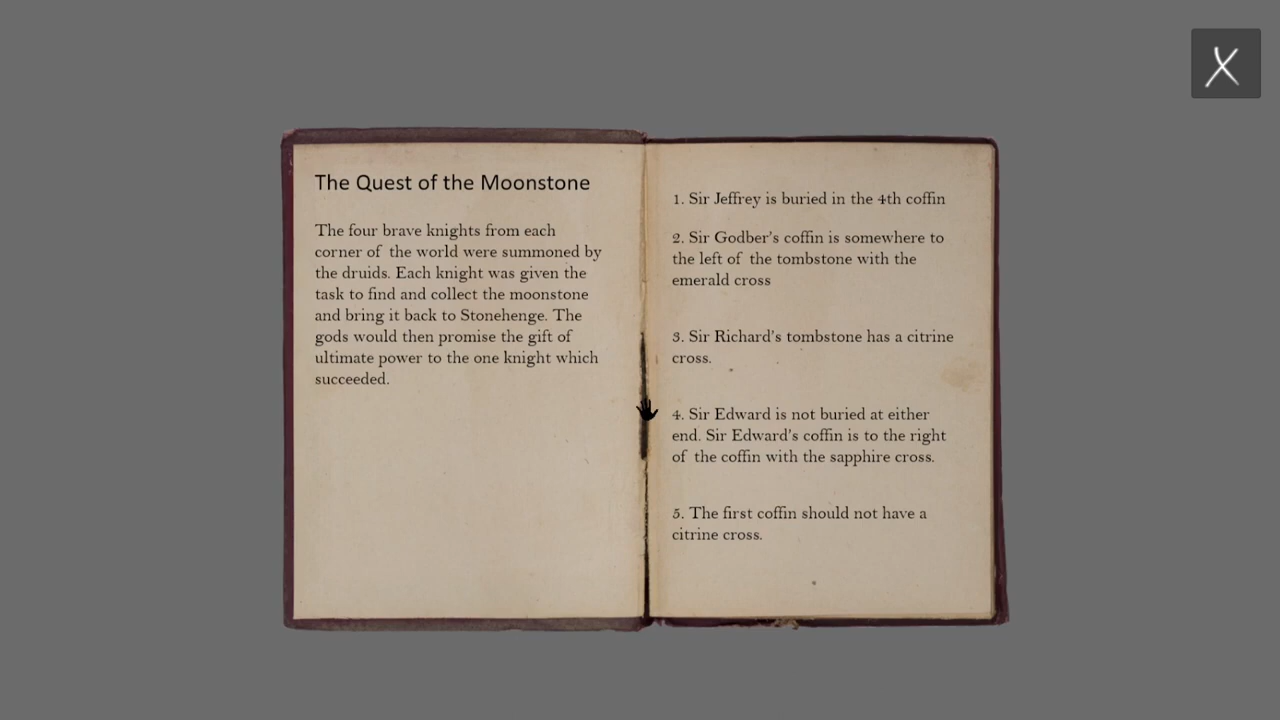 The Quest of the Moonstone
The four brave knights from each
corner of the world were summoned by
the druids. Each knight was given the
task to find and collect the moonstone
and bring it back to Stonehenge. The
gods would then promise the gift of
ultimate power to the one knight which
succeeded.
1. Sir Jeffrey is buried in the 4th coffin
2. Sir Godber's coffin is somewhere to
the left of the tombstone with the
emerald cross
3. Sir Richard's tombstone has a citrine
cross.
4. Sir Edward is not buried at either
end. Sir Edward's coffin is to the right
of the coffin with the sapphire cross.
5. The first coffin should not have a
citrine cross.
X